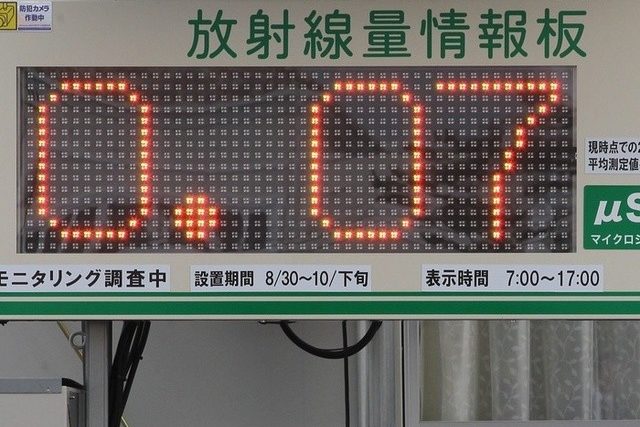 防犯カメラ
作動中
放射線量情報板
0.07
現時点での
平均測定値
μS
マイクロ
モニタリング調査中
設置期間 8/30〜10/下旬
表示時間 7:00〜17:00